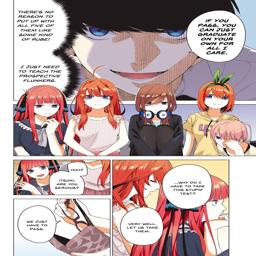 THERE'S NO
REASON TO
PUT UP WITH
ALL FIVE
OF THEM LIKE
SOME KIND
OF RUBE!
IF YOU
PASS, YOU
CAN JUST
GRADUATE
ON YOUR
OWN FOR
ALL I
CARE.
I JUST
NEED TO
TEACH THE
PROSPECTIVE
FLUNKERS.
ITSUKI,
ARE YOU
SERIOUS?
...WHY DO I
HAVE TO TAKE
THIS STUPID
TEST?
WE JUST
HAVE TO
PASS.
VERY WELL.
LET US TAKE
THEM.